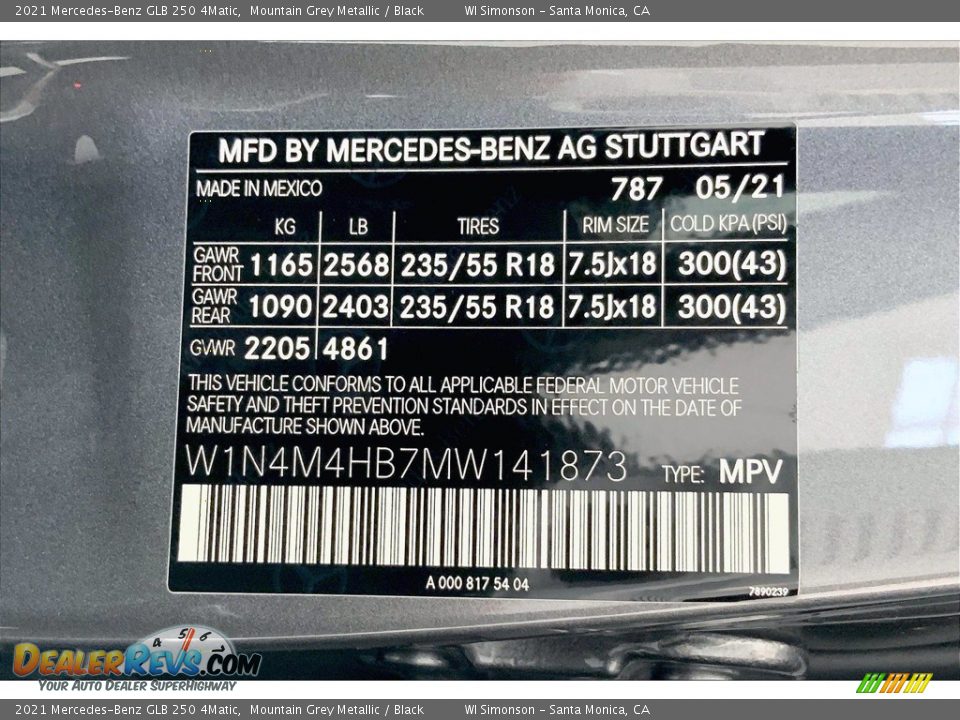 2021 Mercedes-Benz GLB 250 4Matic, Mountain Grey Metallic / Black WI Simonson - Santa Monica, CA
MFD BY MERCEDES-BENZ AG STUTTGART
MADE IN MEXICO 787 05/21
KG LB TIRES RIM SIZE COLD KPA (PSI)
GAWR FRONT 1165 2568 235/55 R18 7.5Jx18 300(43)
GAWR REAR 1090 2403 235/55 R18 7.5Jx18 300(43)
GVWR 2205 4861
THIS VEHICLE CONFORMS TO ALL APPLICABLE FEDERAL MOTOR VEHICLE
SAFETY AND THEFT PREVENTION STANDARDS IN EFFECT ON THE DATE OF
MANUFACTURE SHOWN ABOVE.
W1N4M4HB7MW141873 TYPE: MPV
A 000 817 54 04
7890239
4 5 6
DealerRevs.com
Your Auto Dealer SuperHighway
2021 Mercedes-Benz GLB 250 4Matic, Mountain Grey Metallic / Black WI Simonson - Santa Monica, CA